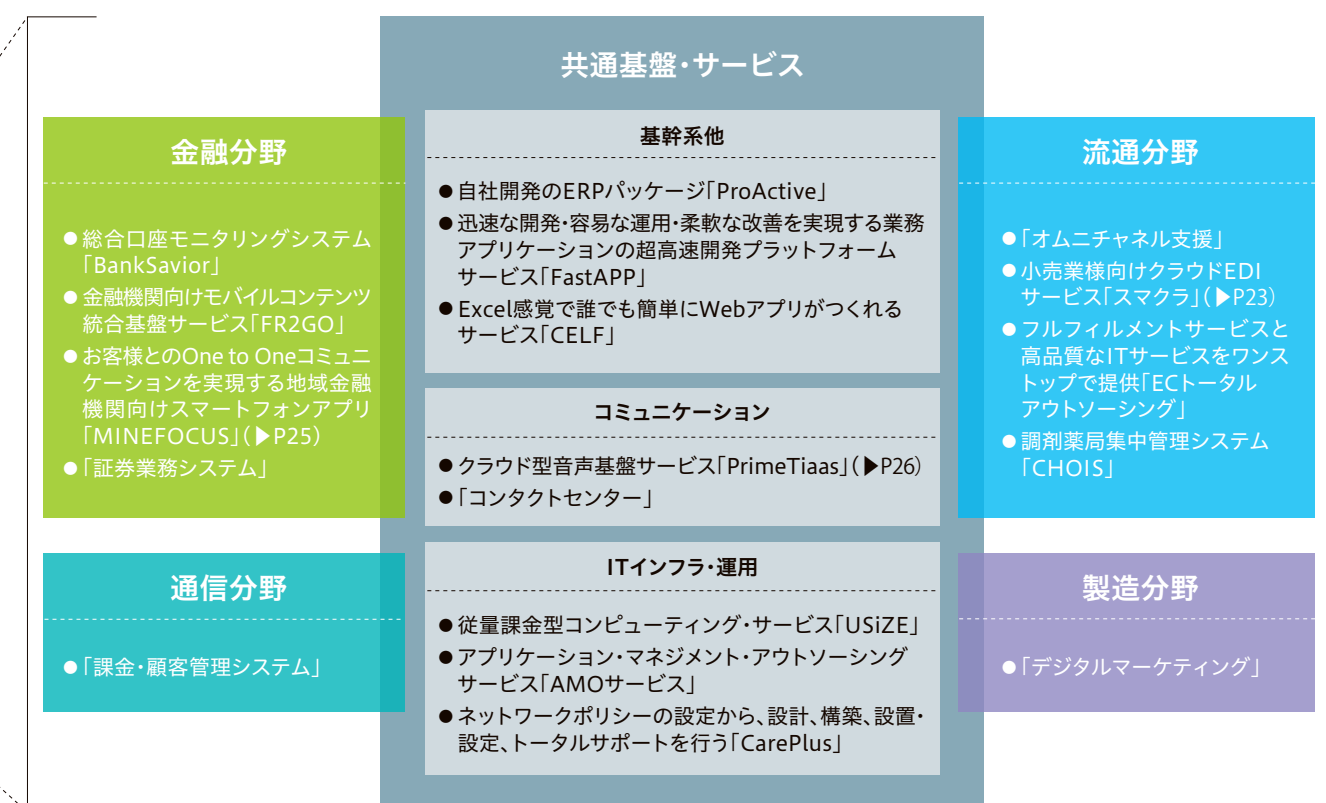 共通基盤・サービス
金融分野
● 総合口座モニタリングシステム
「BankSavior」
● 金融機関向けモバイルコンテンツ
統合基盤サービス「FR2GO」
● お客様とのOne to Oneコミュニ
ケーションを実現する地域金融
機関向けスマートフォンアプリ
「MINEFOCUS」(▶P25)
● 「証券業務システム」
通信分野
● 「課金・顧客管理システム」
基幹系他
● 自社開発のERPパッケージ「ProActive」
● 迅速な開発・容易な運用・柔軟な改善を実現する業務
アプリケーションの超高速開発プラットフォーム
サービス「FastAPP」
● Excel感覚で誰でも簡単にWebアプリがつくれる
サービス「CELF」
コミュニケーション
● クラウド型音声基盤サービス「PrimeTiaas」(▶P26)
● 「コンタクトセンター」
ITインフラ・運用
● 従量課金型コンピューティング・サービス「USiZE」
● アプリケーション・マネジメント・アウトソーシング
サービス「AMOサービス」
● ネットワークポリシーの設定から、設計、構築、設置・
設定、トータルサポートを行う「CarePlus」
流通分野
● 「オムニチャネル支援」
● 小売業様向けクラウドEDI
サービス「スマクラ」(▶P23)
● フルフィルメントサービスと
高品質なITサービスをワンス
トップで提供「ECトータル
アウトソーシング」
● 調剤薬局集中管理システム
「CHOIS」
製造分野
● 「デジタルマーケティング」